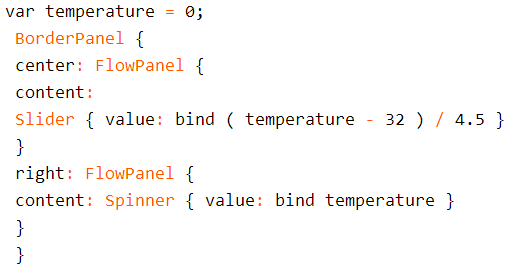 var temperature = 0;
BorderPanel {
center: FlowPanel {
content:
Slider { value: bind ( temperature - 32 ) / 4.5 }
}
right: FlowPanel {
content: Spinner { value: bind temperature }
}
}